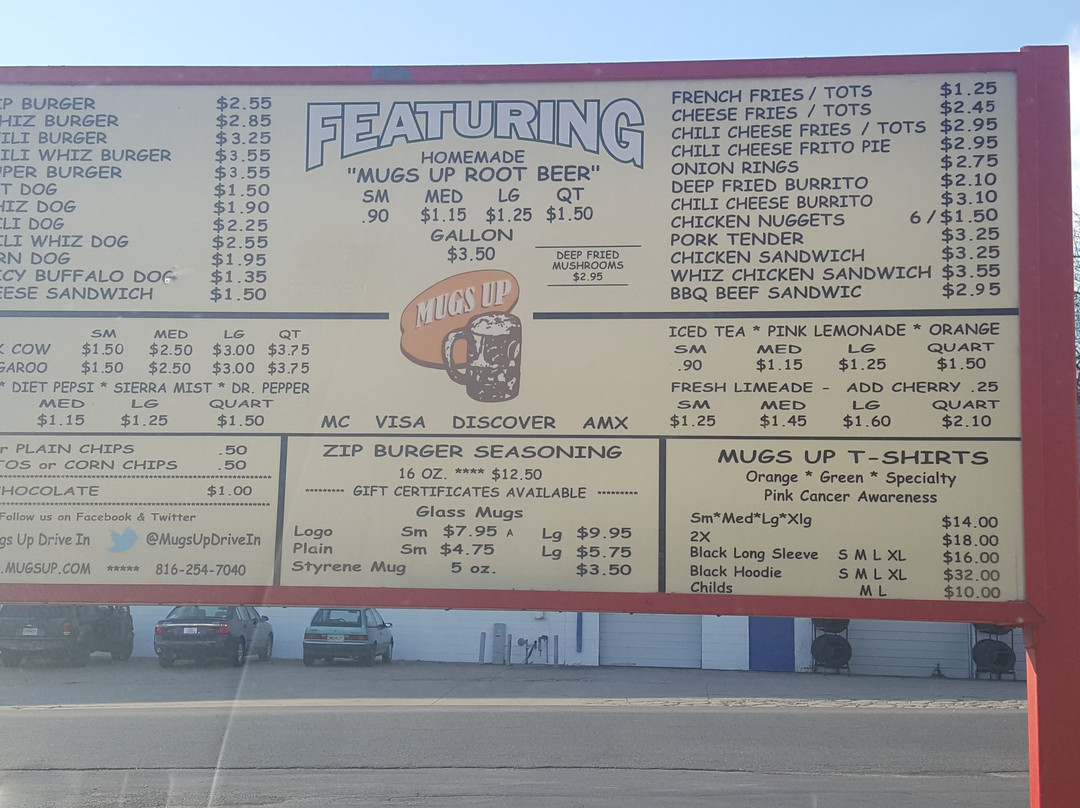 IP BURGER $2.55
HIZ BURGER $2.85
ILI BURGER $3.25
ILI WHIZ BURGER $3.55
PER BURGER $3.55
T DOG $1.50
HIZ DOG $1.90
ILI DOG $2.25
ILI WHIZ DOG $2.55
RN DOG $1.95
ICY BUFFALO DOG $1.35
EESE SANDWICH $1.50
FEATURING
HOMEMADE
"MUGS UP ROOT BEER"
SM MED LG QT
.90 $1.15 $1.25 $1.50
GALLON
$3.50
DEEP FRIED
MUSHROOMS
$2.95
MUGS UP
FRENCH FRIES / TOTS $1.25
CHEESE FRIES / TOTS $2.45
CHILI CHEESE FRIES / TOTS $2.95
CHILI CHEESE FRITO PIE $2.95
ONION RINGS $2.75
DEEP FRIED BURRITO $2.10
CHILI CHEESE BURRITO $3.10
CHICKEN NUGGETS 6/$1.50
PORK TENDER $3.25
CHICKEN SANDWICH $3.25
WHIZ CHICKEN SANDWICH $3.55
BBQ BEEF SANDWIC $2.95
SM MED LG QT
K COW $1.50 $2.50 $3.00 $3.75
GAROO $1.50 $2.50 $3.00 $3.75
* DIET PEPSI * SIERRA MIST * DR. PEPPER
MED LG QUART
$1.15 $1.25 $1.50
MC VISA DISCOVER AMX
ICED TEA * PINK LEMONADE * ORANGE
SM MED LG QUART
.90 $1.15 $1.25 $1.50
FRESH LIMEADE - ADD CHERRY .25
SM MED LG QUART
$1.25 $1.45 $1.60 $2.10
r PLAIN CHIPS .50
TOS or CORN CHIPS .50
HOCOLATE $1.00
Follow us on Facebook & Twitter
gs Up Drive In @MugsUpDriveIn
.MUGSUP.COM ***** 816-254-7040
ZIP BURGER SEASONING
16 OZ. **** $12.50
******** GIFT CERTIFICATES AVAILABLE ********
Glass Mugs
Logo Sm $7.95 Lg $9.95
Plain Sm $4.75 Lg $5.75
Styrene Mug 5 oz. $3.50
MUGS UP T-SHIRTS
Orange * Green * Specialty
Pink Cancer Awareness
Sm*Med*Lg*Xlg $14.00
2X $18.00
Black Long Sleeve S M L XL $16.00
Black Hoodie S M L XL $32.00
Childs M L $10.00